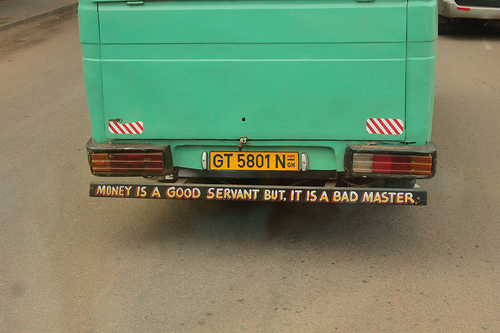 GT 5801 N
MONEY IS A GOOD SERVANT BUT, IT IS A BAD MASTER.